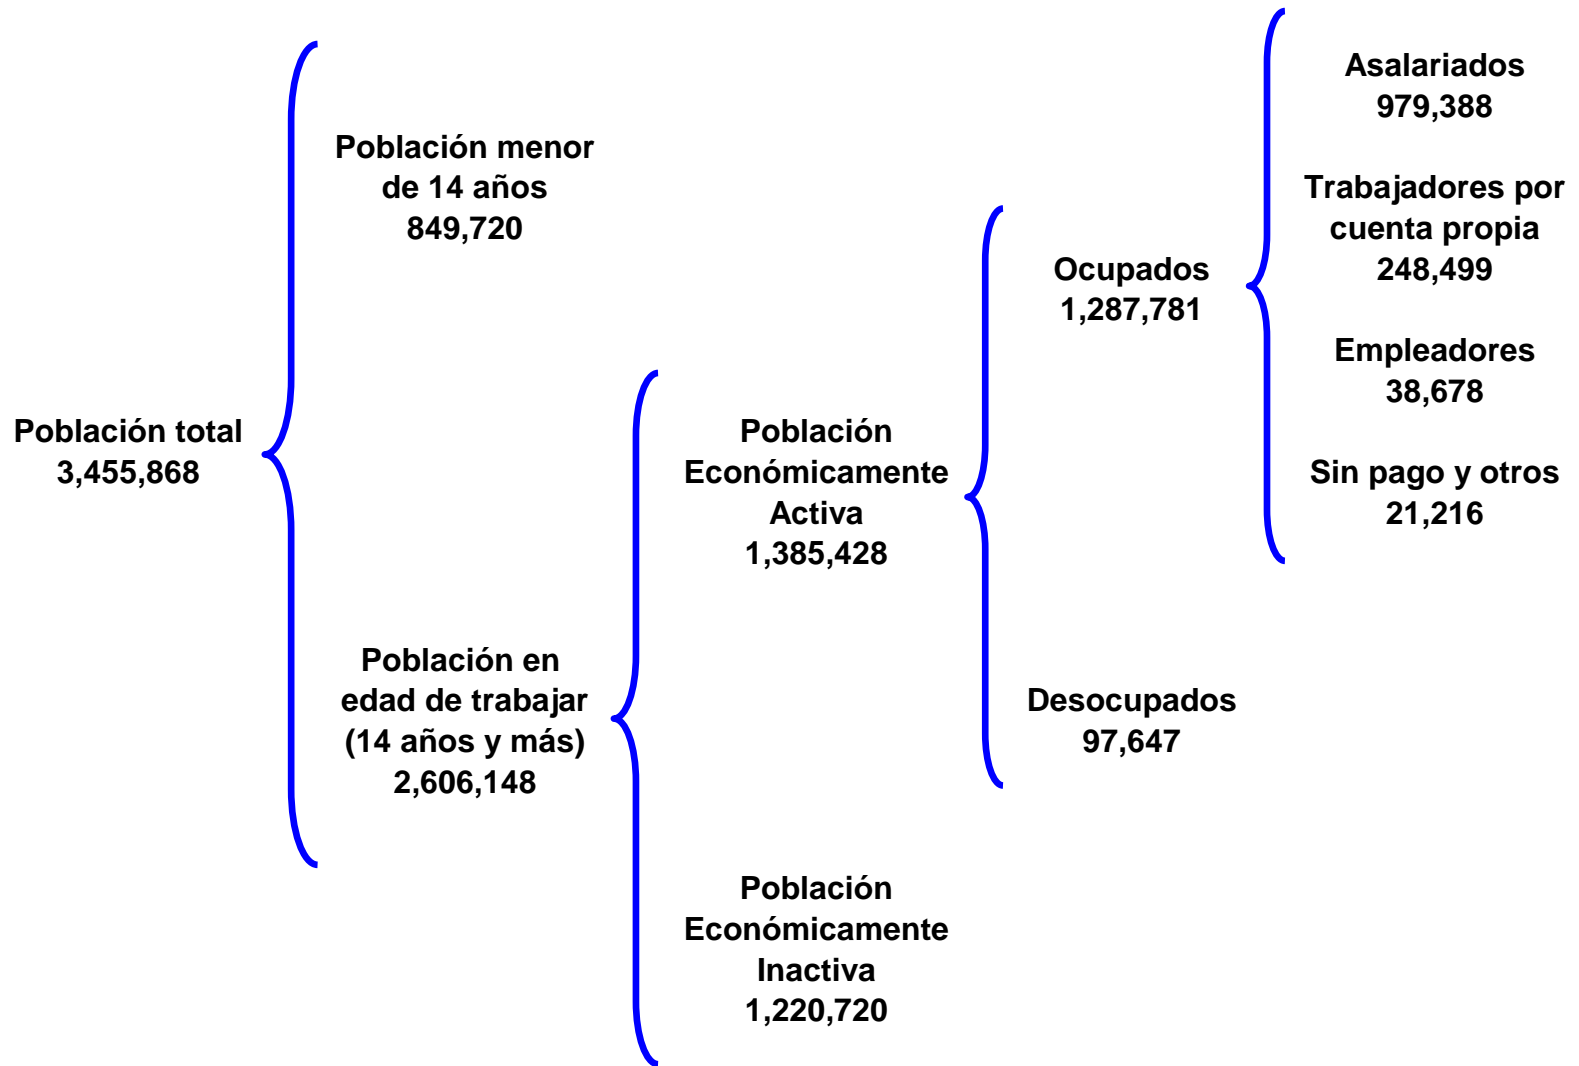 Población total
3,455,868
Población menor
de 14 años
849,720
Población en
edad de trabajar
(14 años y más)
2,606,148
Población
Económicamente
Activa
1,385,428
Población
Económicamente
Inactiva
1,220,720
Ocupados
1,287,781
Desocupados
97,647
Asalariados
979,388
Trabajadores por
cuenta propia
248,499
Empleadores
38,678
Sin pago y otros
21,216